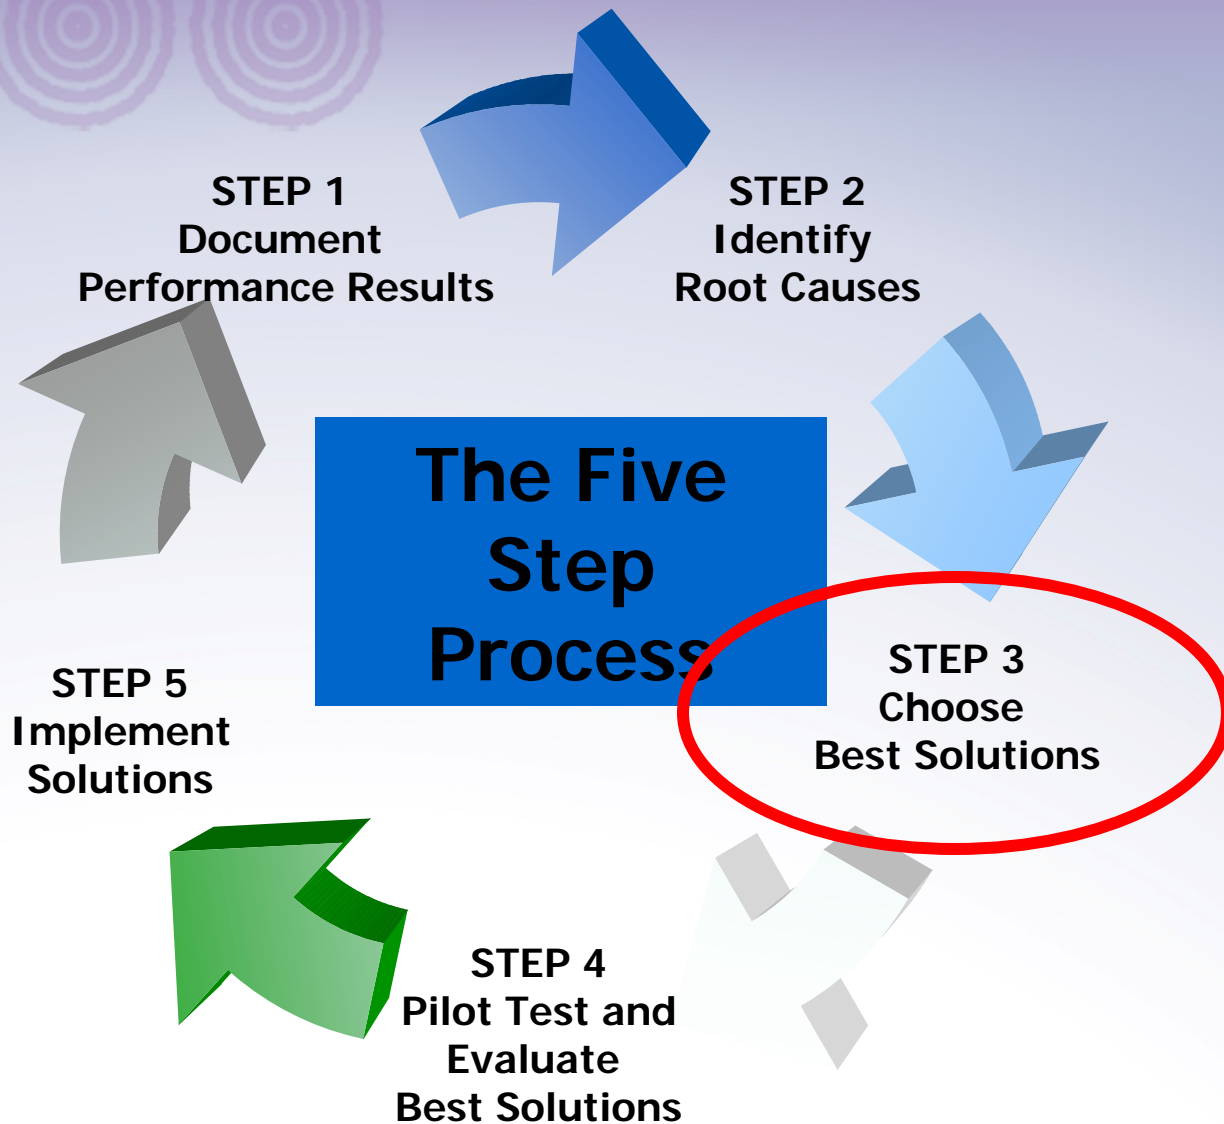 STEP 1
Document
Performance Results
STEP 2
Identify
Root Causes
The Five
Step
Process
STEP 3
Choose
Best Solutions
STEP 4
Pilot Test and
Evaluate
Best Solutions
STEP 5
Implement
Solutions